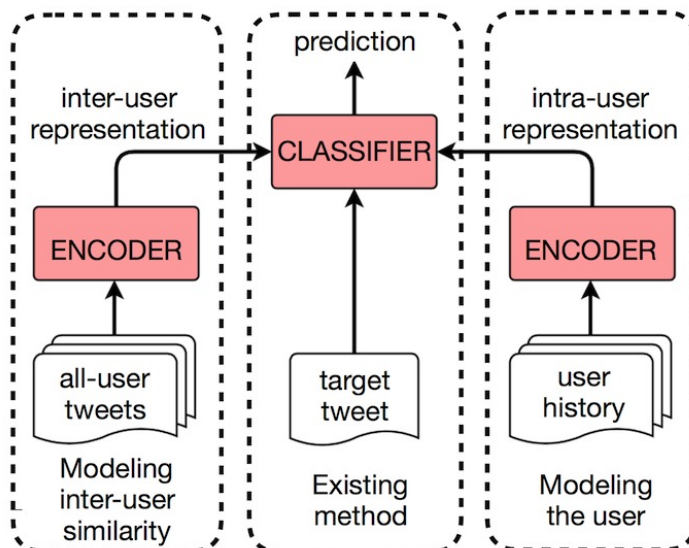 inter-user
representation
ENCODER
all-user
tweets
Modeling
inter-user
similarity
prediction
CLASSIFIER
target
tweet
Existing
method
intra-user
representation
ENCODER
user
history
Modeling
the user